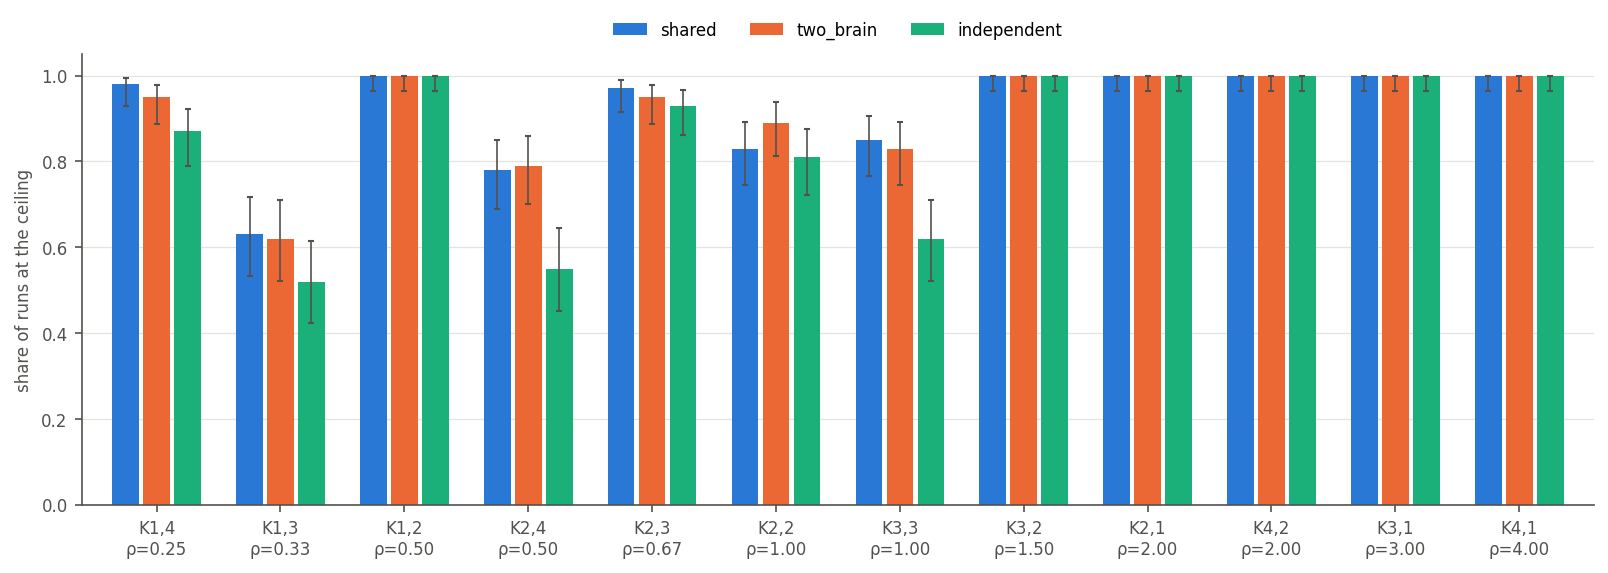 shared two_brain independent
share of runs at the ceiling
1.0
0.8
0.6
0.4
0.2
0.0
K1,4 K1,3 K1,2 K2,4 K2,3 K2,2 K3,3 K3,2 K2,1 K4,2 K3,1 K4,1
ρ=0.25 ρ=0.33 ρ=0.50 ρ=0.50 ρ=0.67 ρ=1.00 ρ=1.00 ρ=1.50 ρ=2.00 ρ=2.00 ρ=3.00 ρ=4.00